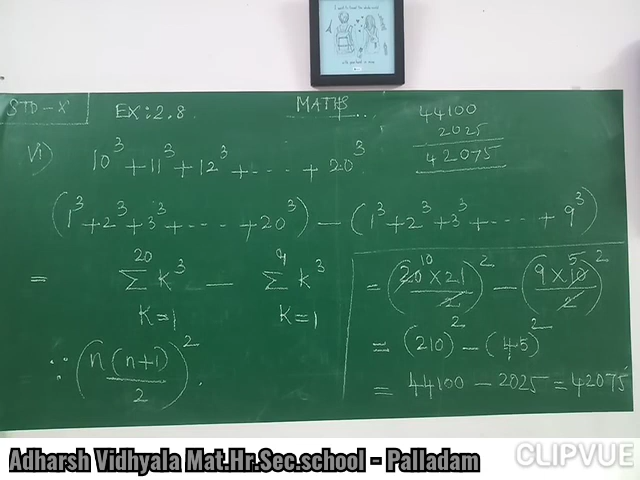 STD - X
EX: 2.8
MATHS
44100
2025
42075
vi) 10³ + 11³ + 12³ + ..... + 20³
(1³ + 2³ + 3³ + ..... + 20³) - (1³ + 2³ + 3³ + ..... + 9³)
= 20 Σ K=1 K³ - 9 Σ K=1 K³
∴ (n(n+1)/2)²
= (20 10 × 21 / 2)² - (9 × 10 5 / 2)²
= (210)² - (45)²
= 44100 - 2025 = 42075
Adharsh Vidhyala Mat.Hr.Sec.school - Palladam
CLIPVUE